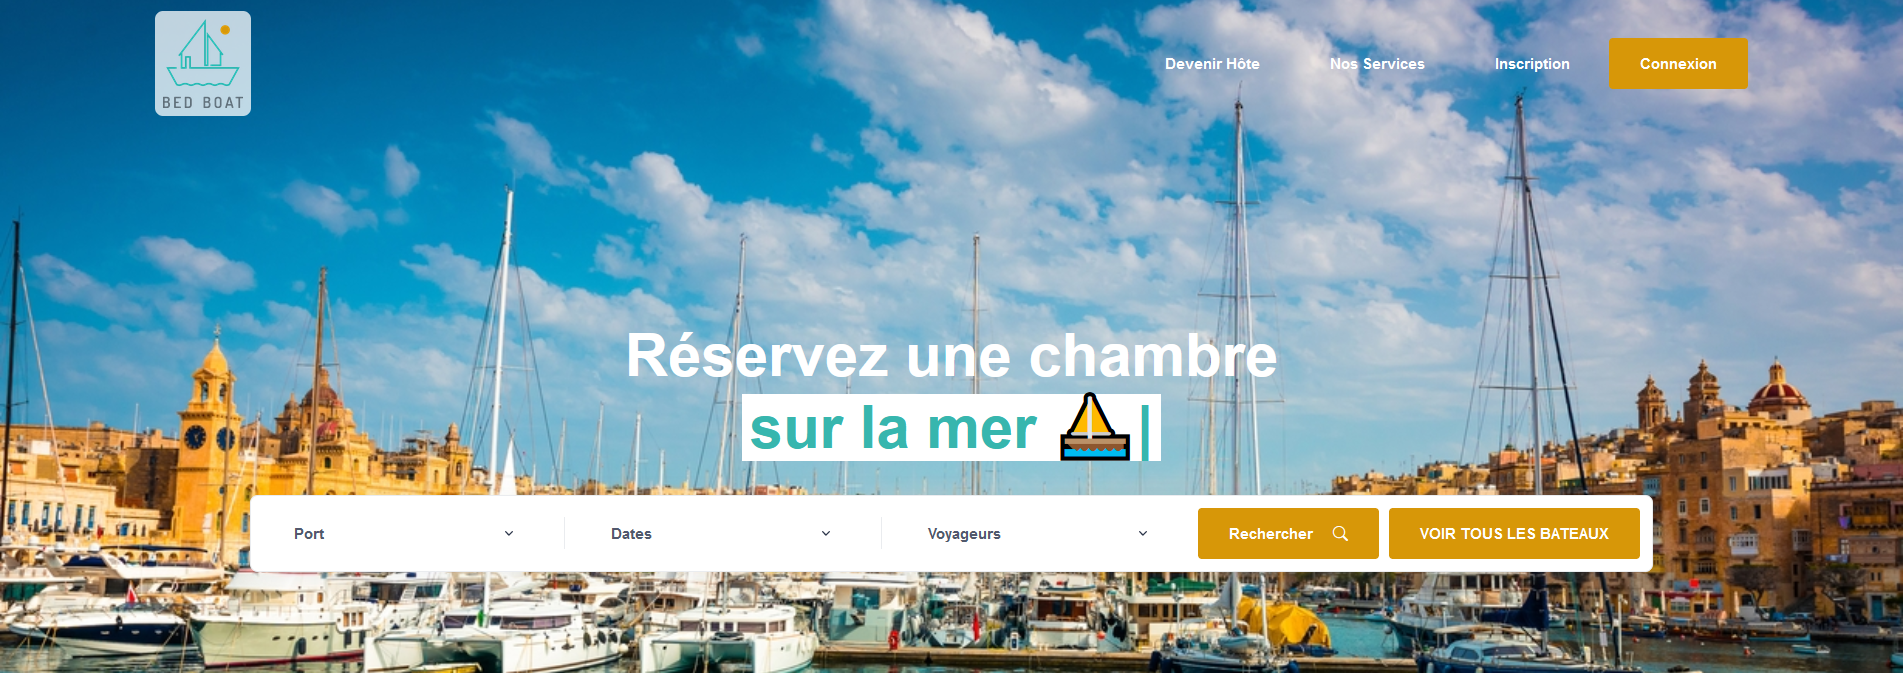 BED BOAT
Devenir Hôte
Nos Services
Inscription
Connexion
Réservez une chambre
sur la mer |
Port
Dates
Voyageurs
Rechercher
VOIR TOUS LES BATEAUX